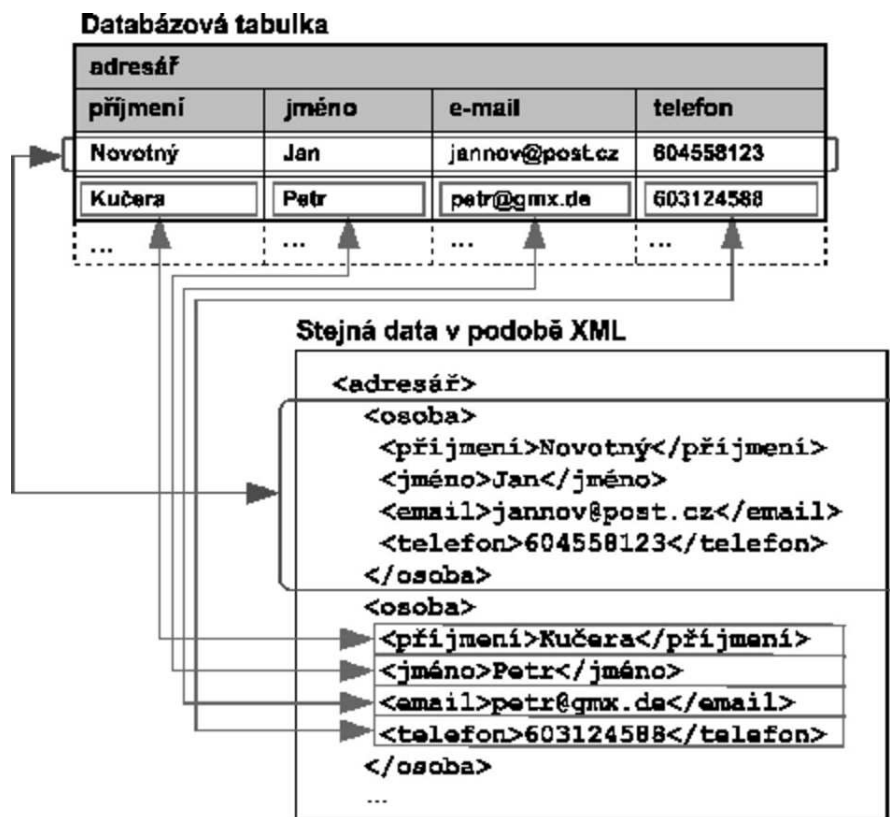 Databázová tabulka
adresář
příjmení jméno e-mail telefon
Novotný Jan jannov@post.cz 604558123
Kučera Petr petr@gmx.de 603124588
... ... ... ...
Stejná data v podobě XML
<adresář>
<osoba>
<příjmení>Novotný</příjmení>
<jméno>Jan</jméno>
<email>jannov@post.cz</email>
<telefon>604558123</telefon>
</osoba>
<osoba>
<příjmení>Kučera</příjmení>
<jméno>Petr</jméno>
<email>petr@gmx.de</email>
<telefon>603124588</telefon>
</osoba>
...